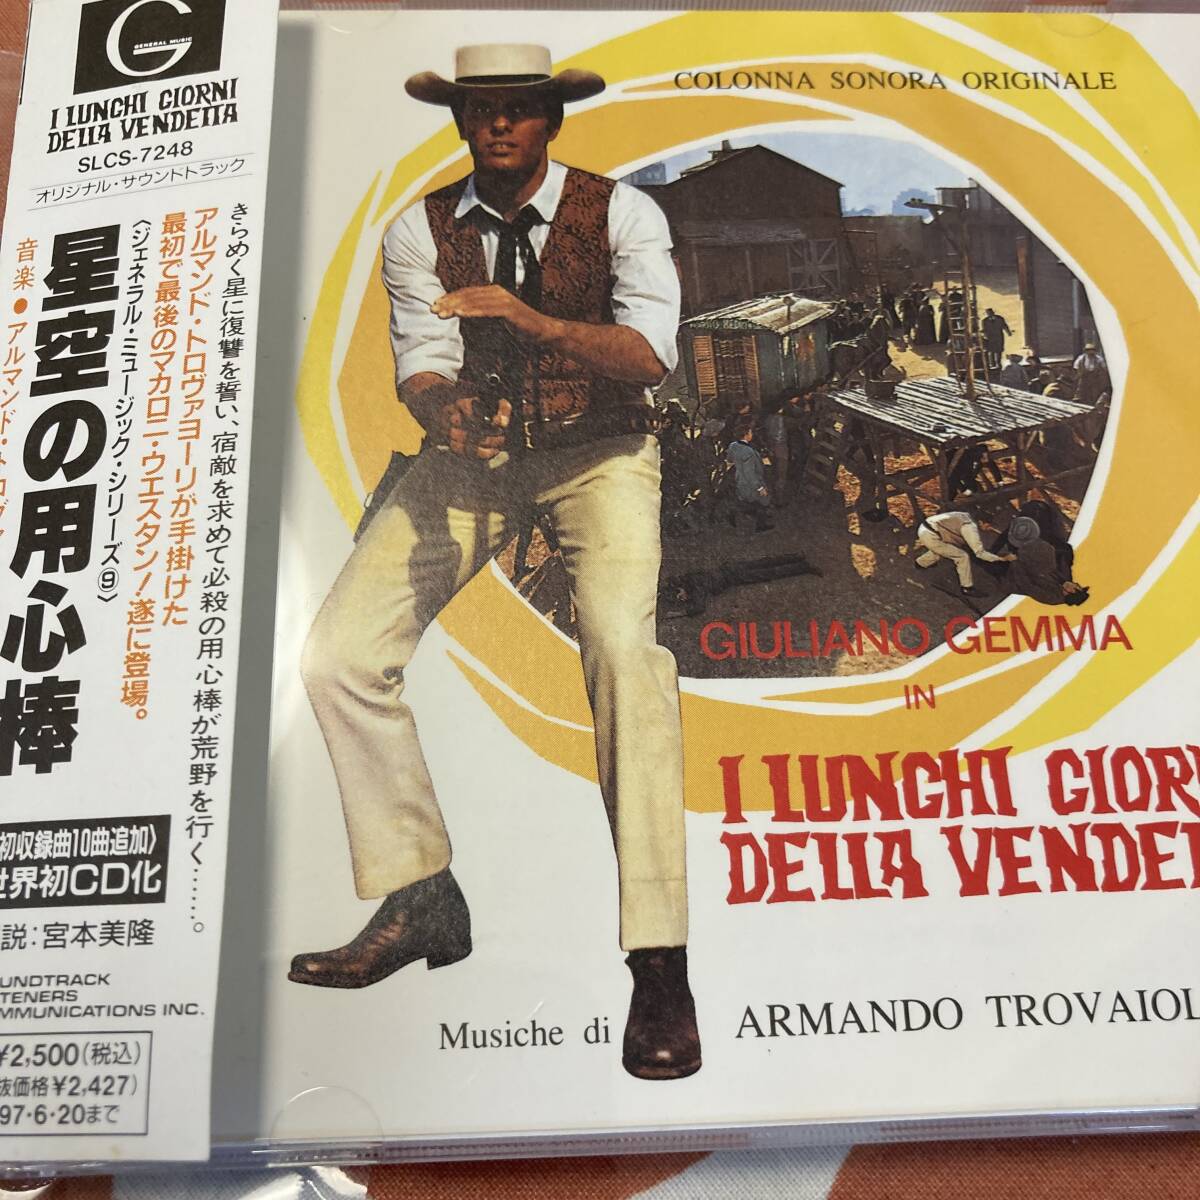 G
GENERAL MUSIC
I LUNGHI GIORNI
DELLA VENDETTA
SLCS-7248
オリジナル・サウンドトラック
きらめく星に復讐を誓い、宿敵を求めて必殺の用心棒が荒野を行く……。
アルマンド・トロヴァヨーリが手掛けた
最初で最後のマカロニ・ウエスタン!遂に登場。
〈ジェネラル・ミュージック・シリーズ⑨〉
星空の用心棒
音楽●アルマンド・トロヴァ
初収録曲10曲追加〉
世界初CD化
説:宮本美隆
UNDTRACK
TENERS
MMUNICATIONS INC.
¥2,500(税込)
抜価格¥2,427)
97・6・20まで
COLONNA SONORA ORIGINALE
GIULIANO GEMMA
IN
I LUNGHI GIOR
DELLA VENDE
Musiche di ARMANDO TROVAIOL